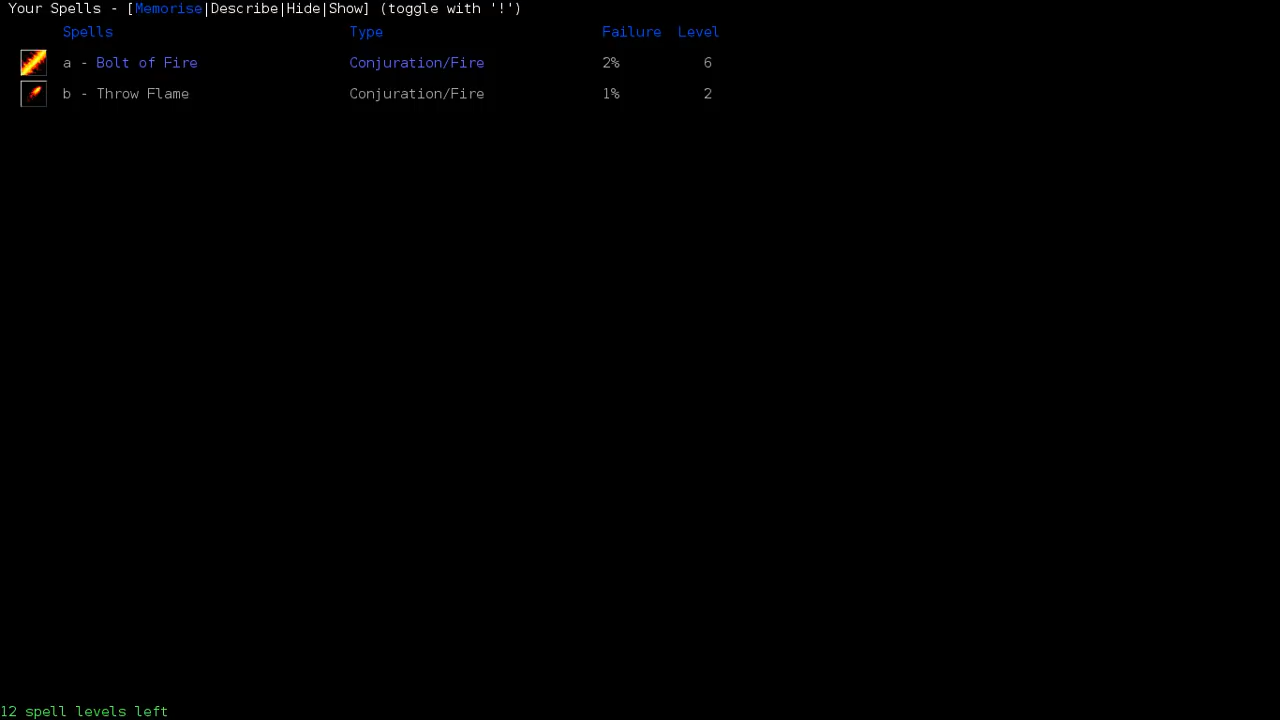 Your Spells - [Memorise|Describe|Hide|Show] (toggle with '!')
Spells Type Failure Level
a - Bolt of Fire Conjuration/Fire 2% 6
b - Throw Flame Conjuration/Fire 1% 2
12 spell levels left